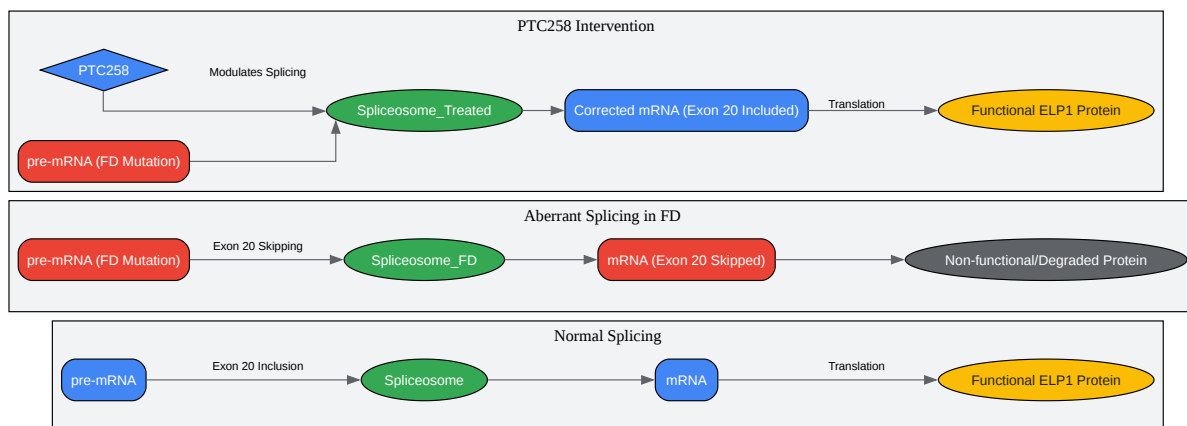 PTC258 Intervention
PTC258
Modulates Splicing
Spliceosome_Treated
Corrected mRNA (Exon 20 Included)
Translation
Functional ELP1 Protein
pre-mRNA (FD Mutation)
Aberrant Splicing in FD
pre-mRNA (FD Mutation)
Exon 20 Skipping
Spliceosome_FD
mRNA (Exon 20 Skipped)
Non-functional/Degraded Protein
Normal Splicing
pre-mRNA
Exon 20 Inclusion
Spliceosome
mRNA
Translation
Functional ELP1 Protein